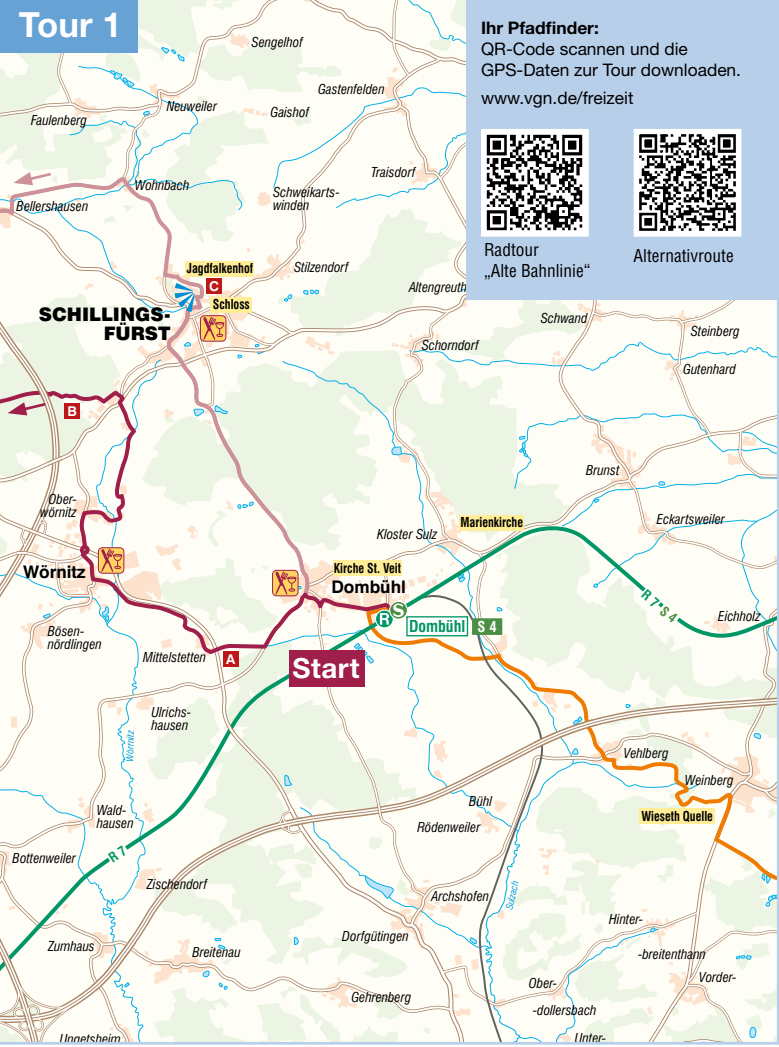 Tour 1
Ihr Pfadfinder:
QR-Code scannen und die
GPS-Daten zur Tour downloaden.
www.vgn.de/freizeit
Radtour
„Alte Bahnlinie“
Alternativroute
Sengelhof
Gastenfelden
Neuweiler
Gaishof
Faulenberg
Traisdorf
Wohnbach
Schweikarts-
winden
Bellershausen
Jagdfalkenhof
C
Stilzendorf
Schloss
Altengreuth
SCHILLINGS-
FÜRST
Schwand
Steinberg
Schorndorf
Gutenhard
B
Brunst
Ober-
wörnitz
Marienkirche
Eckartsweiler
Kloster Sulz
Wörnitz
Kirche St. Veit
Dombühl
R 7 • S 4
S
R
Dombühl
S 4
Eichholz
Bösen-
nördlingen
Mittelstetten
A
Start
Ulrichs-
hausen
Wörnitz
Vehlberg
Weinberg
Wald-
hausen
Bühl
Wieseth Quelle
Rödenweiler
R 7
Bottenweiler
Zischendorf
Archshofen
Sulzach
Hinter-
-breitenthann
Dorfgütingen
Zumhaus
Breitenau
Vorder-
Ober-
Gehrenberg
-dollersbach
Ungetsheim
Unter-